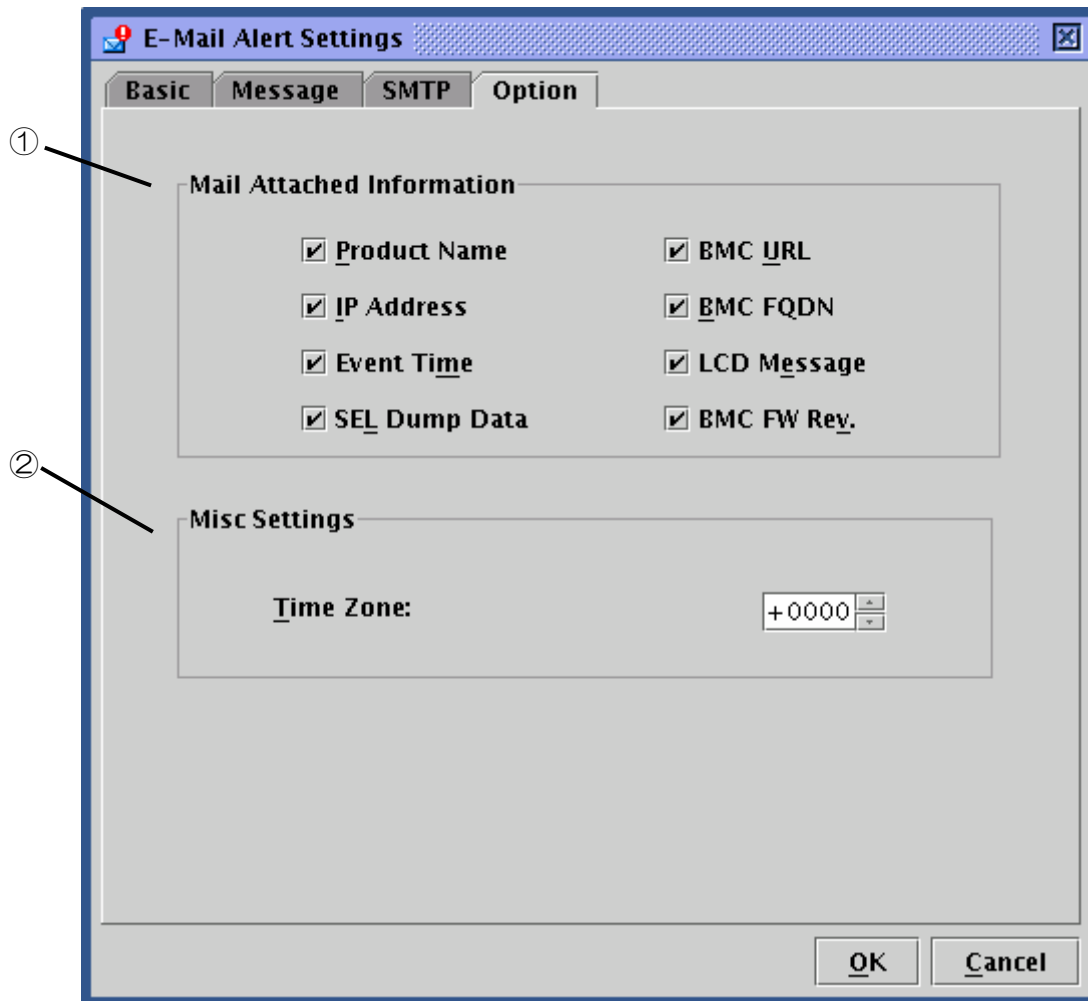 E-Mail Alert Settings
Basic Message SMTP Option
①
Mail Attached Information
Product Name BMC URL
IP Address BMC FQDN
Event Time LCD Message
SEL Dump Data BMC FW Rev.
②
Misc Settings
Time Zone: +0000
OK Cancel